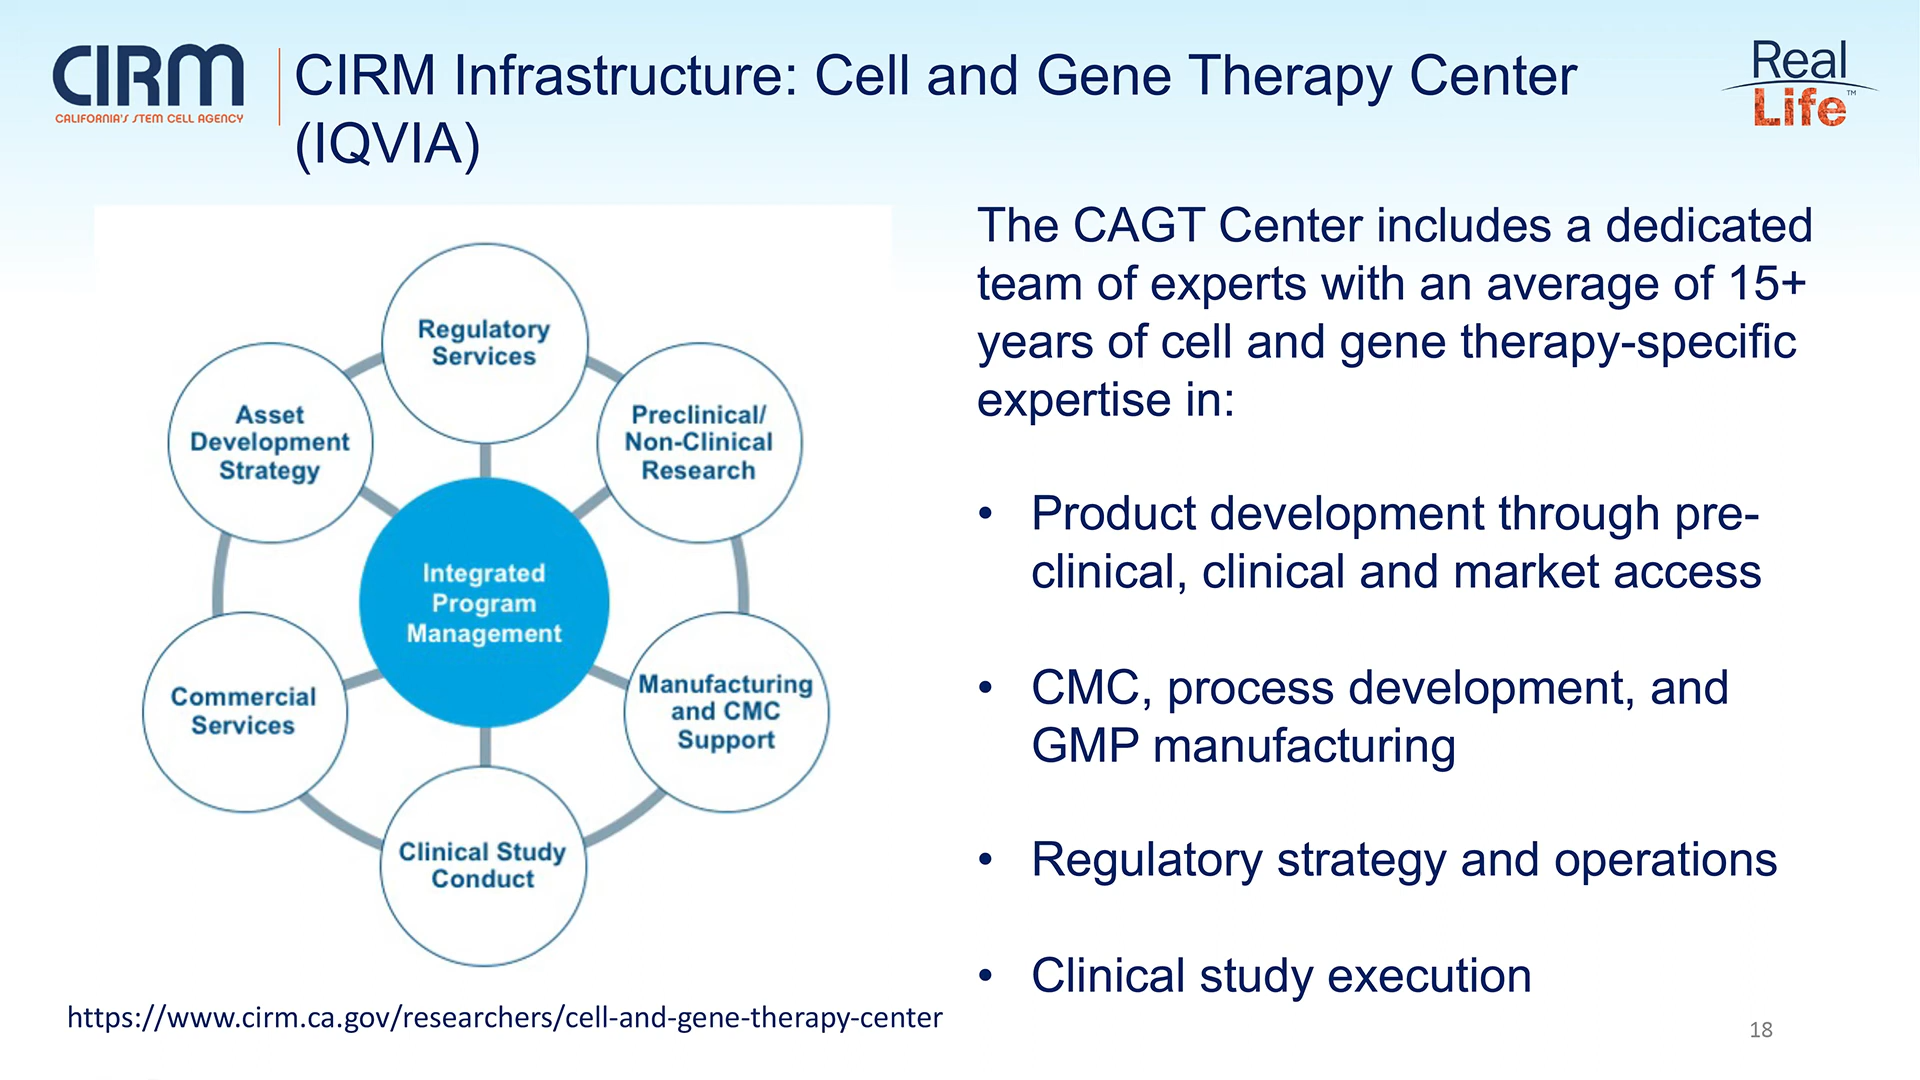 CIRM
CALIFORNIA'S STEM CELL AGENCY
CIRM Infrastructure: Cell and Gene Therapy Center
(IQVIA)
Real
Life™
Regulatory
Services
Asset
Development
Strategy
Preclinical/
Non-Clinical
Research
Integrated
Program
Management
Commercial
Services
Manufacturing
and CMC
Support
Clinical Study
Conduct
https://www.cirm.ca.gov/researchers/cell-and-gene-therapy-center
The CAGT Center includes a dedicated
team of experts with an average of 15+
years of cell and gene therapy-specific
expertise in:
• Product development through pre-
clinical, clinical and market access
• CMC, process development, and
GMP manufacturing
• Regulatory strategy and operations
• Clinical study execution
18